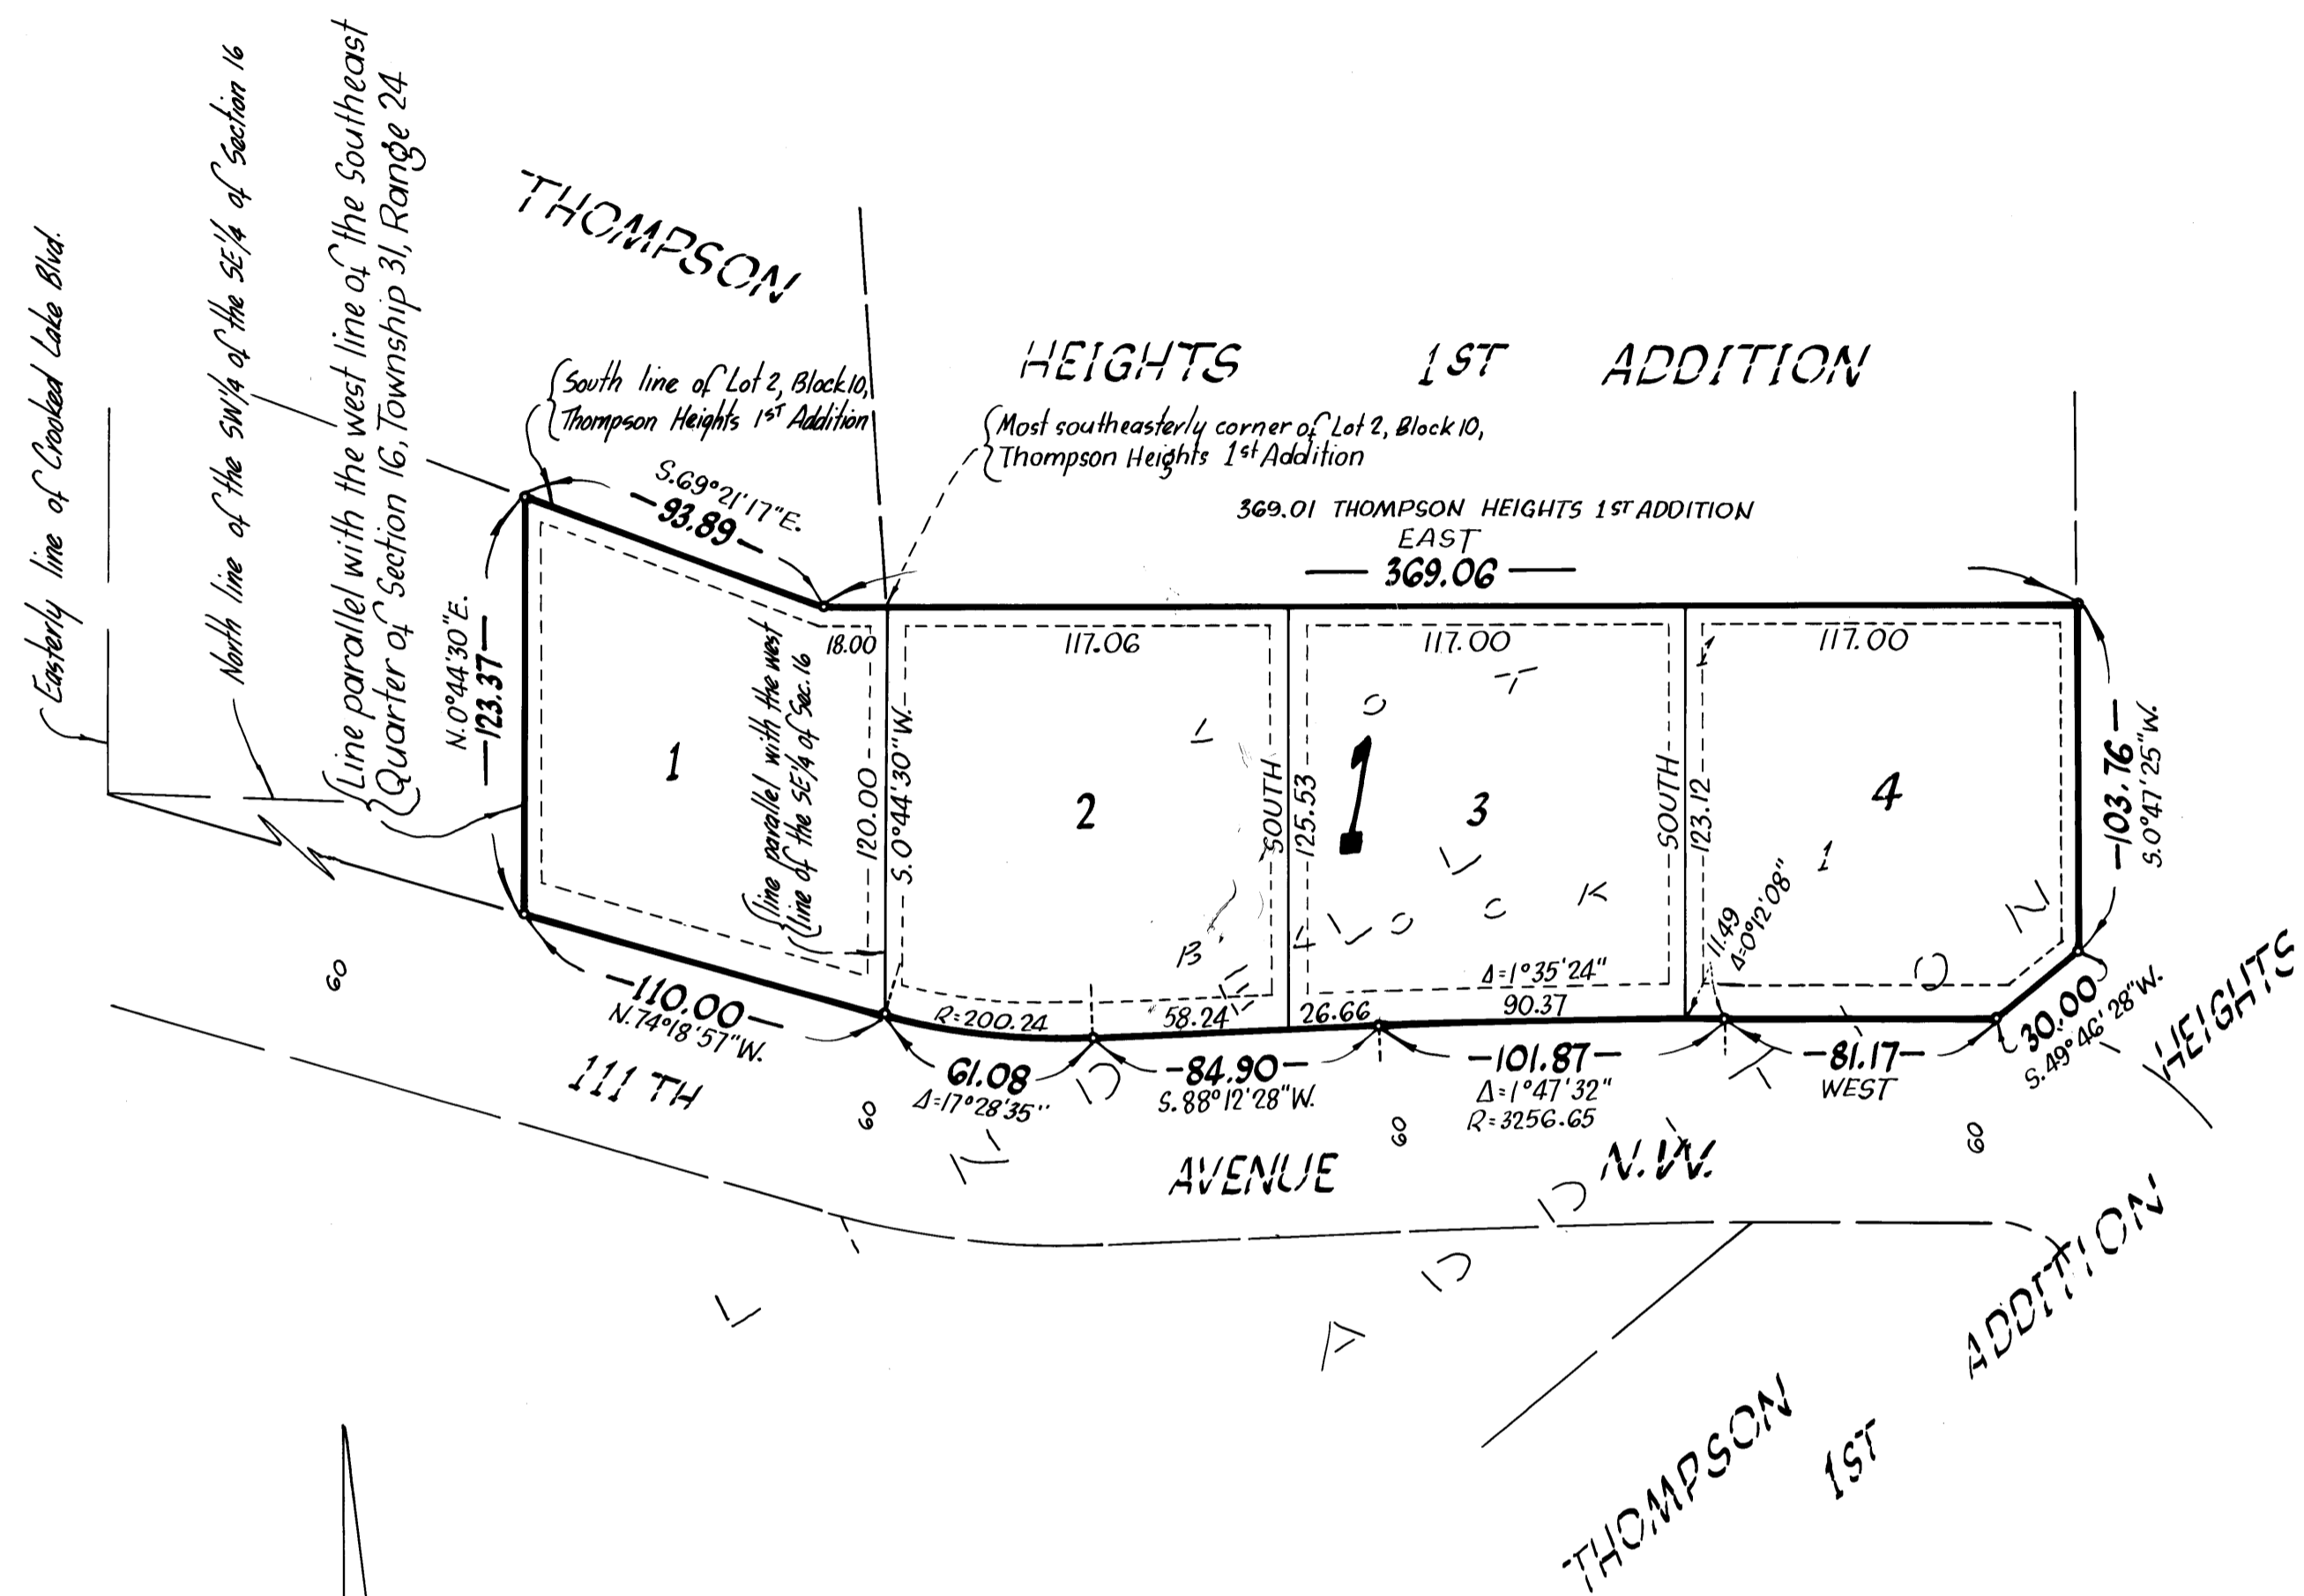 Easterly line of Crooked Lake Blvd.
North line of the SW1/4 of the SE1/4 of Section 16
Line parallel with the west line of the Southeast
Quarter of Section 16, Township 31, Range 24
THOMPSON
HEIGHTS 1ST ADDITION
South line of Lot 2, Block 10,
Thompson Heights 1ST Addition
Most southeasterly corner of Lot 2, Block 10,
Thompson Heights 1st Addition
S.69°21'17"E.
93.89
369.01 THOMPSON HEIGHTS 1ST ADDITION
EAST
369.06
N.0°44'30"E.
123.37
18.00
117.06
117.00
117.00
1
line parallel with the west
line of the SE1/4 of Sec.16
120.00
S.0°44'30"W.
2
SOUTH
125.53
1
3
SOUTH
123.12
4
103.76
S.0°47'25"W.
11.49
Δ=0°12'08"
L O T 1
B L O C K 1
Δ=1°35'24"
R=200.24
58.24
26.66
90.37
110.00
N.74°18'57"W.
61.08
Δ=17°28'35"
84.90
S.88°12'28"W.
101.87
Δ=1°47'32"
R=3256.65
81.17
WEST
30.00
S.49°46'28"W.
60
60
60
60
111 TH
AVENUE
N.W.
THOMPSON
HEIGHTS
1ST
ADDITION